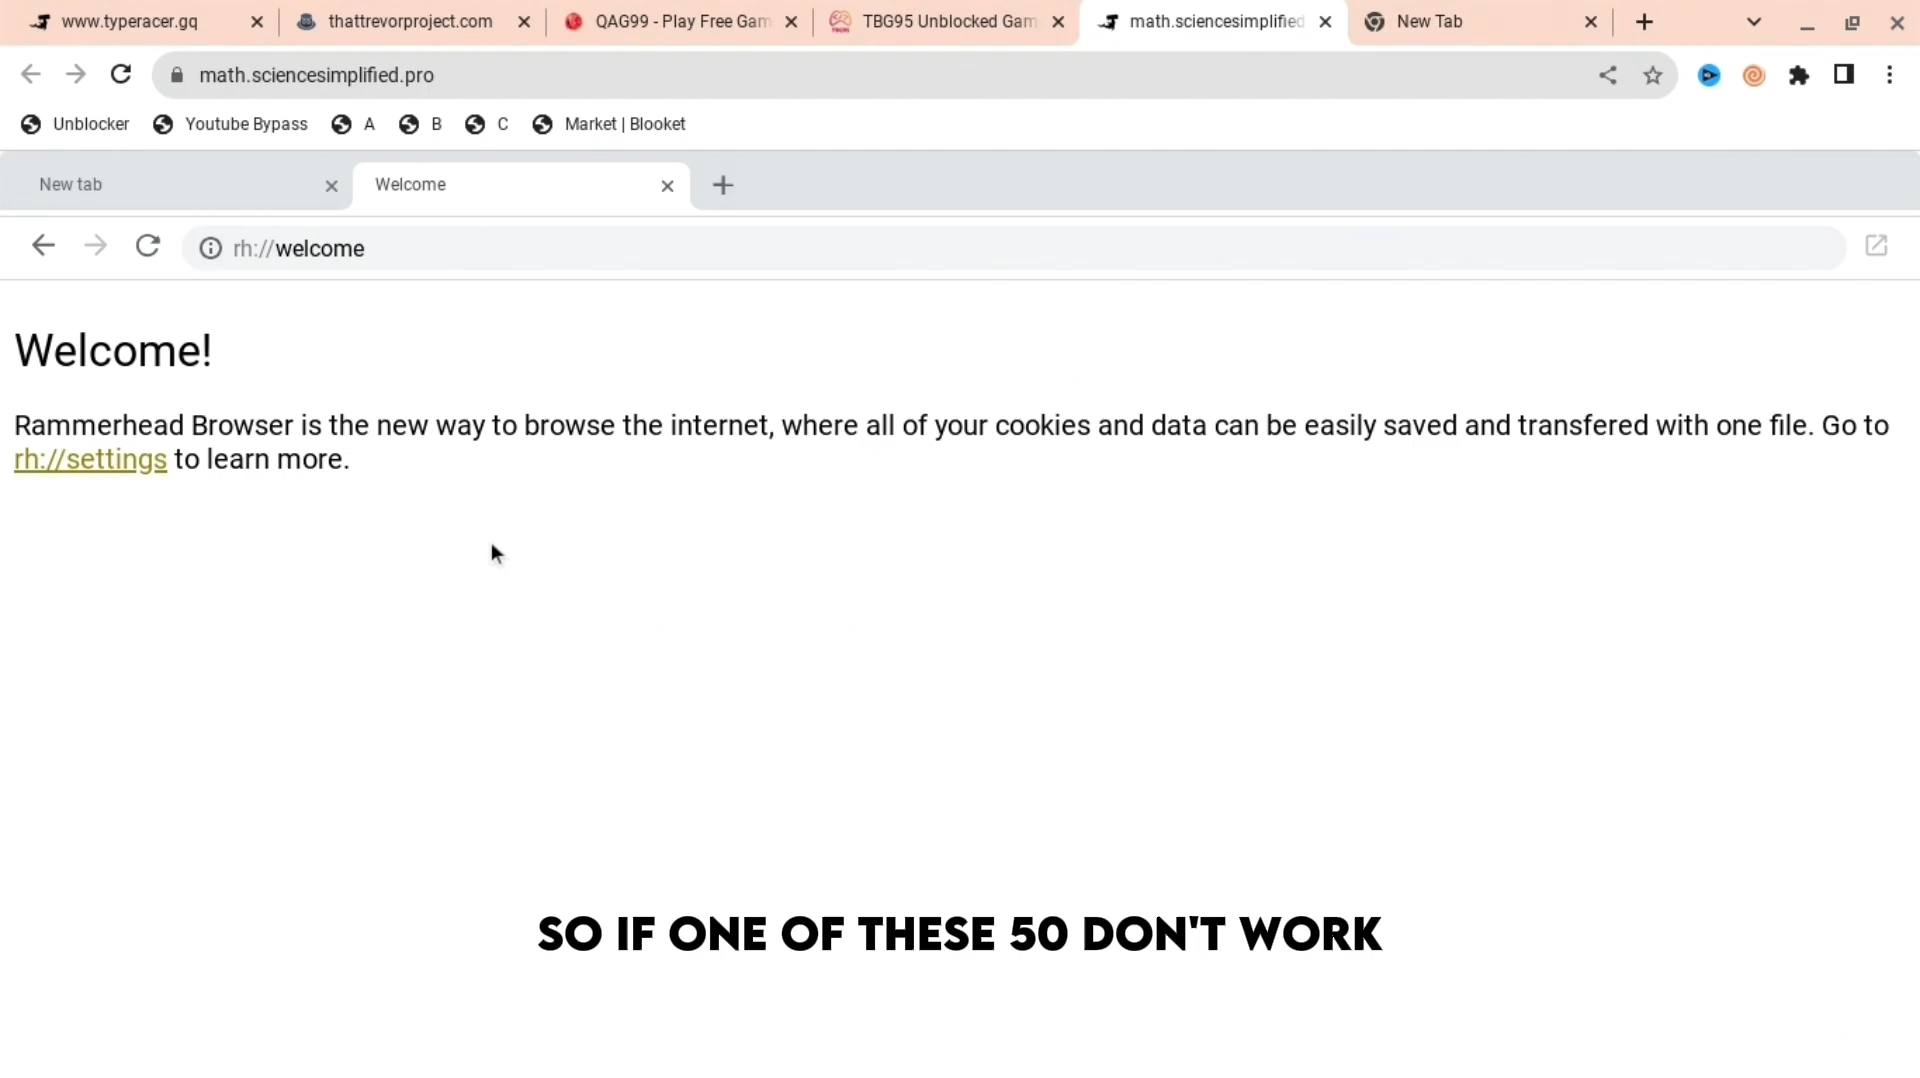 www.typeracer.gq
thattrevorproject.com
QAG99 - Play Free Gam
TBG95 Unblocked Gam
math.sciencesimplified
New Tab
math.sciencesimplified.pro
Unblocker
Youtube Bypass
A
B
C
Market | Blooket
New tab
Welcome
rh://welcome
Welcome!
Rammerhead Browser is the new way to browse the internet, where all of your cookies and data can be easily saved and transfered with one file. Go to
rh://settings to learn more.
SO IF ONE OF THESE 50 DON'T WORK